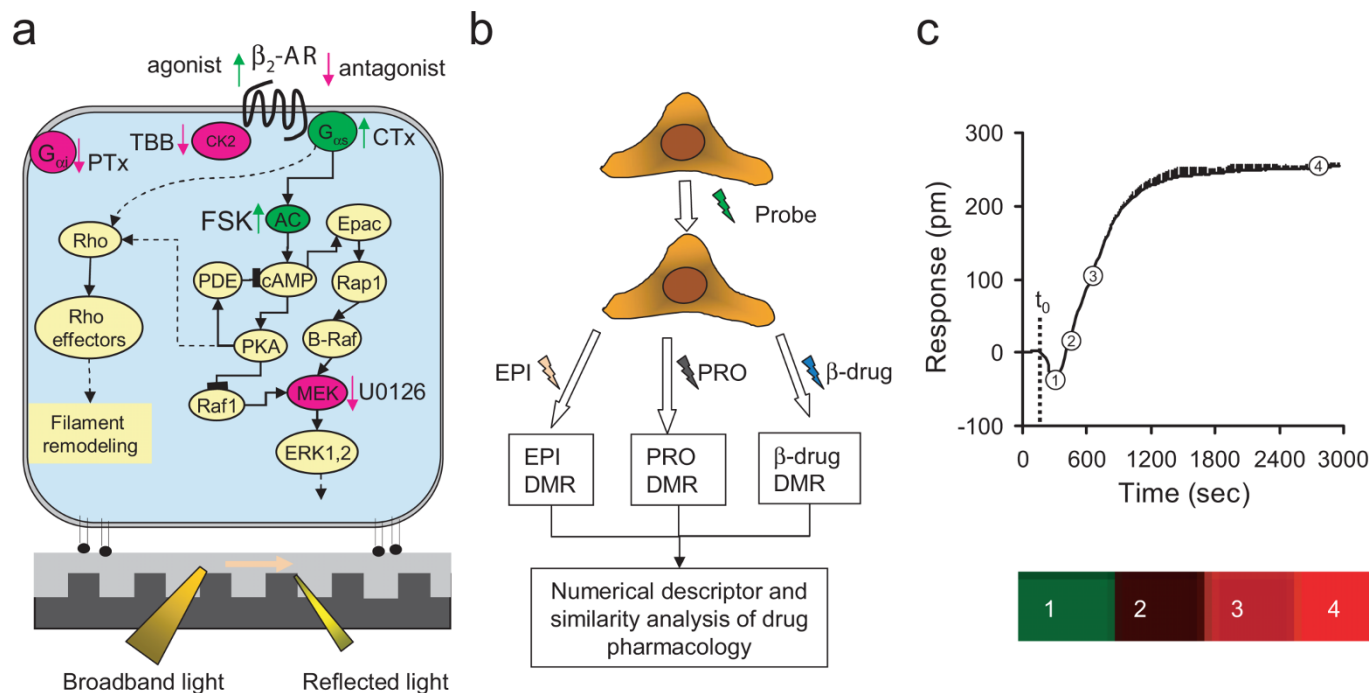 a
agonist
β2-AR
antagonist
TBB
CK2
Gαs
CTx
Gαi
PTx
FSK
AC
Epac
Rho
PDE
cAMP
Rap1
Rho
effectors
PKA
B-Raf
Raf1
MEK
U0126
Filament
remodeling
ERK1,2
Broadband light
Reflected light
b
Probe
EPI
PRO
β-drug
EPI
DMR
PRO
DMR
β-drug
DMR
Numerical descriptor and
similarity analysis of drug
pharmacology
c
Response (pm)
300
200
100
0
-100
t0
1
2
3
4
0 600 1200 1800 2400 3000
Time (sec)
1 2 3 4